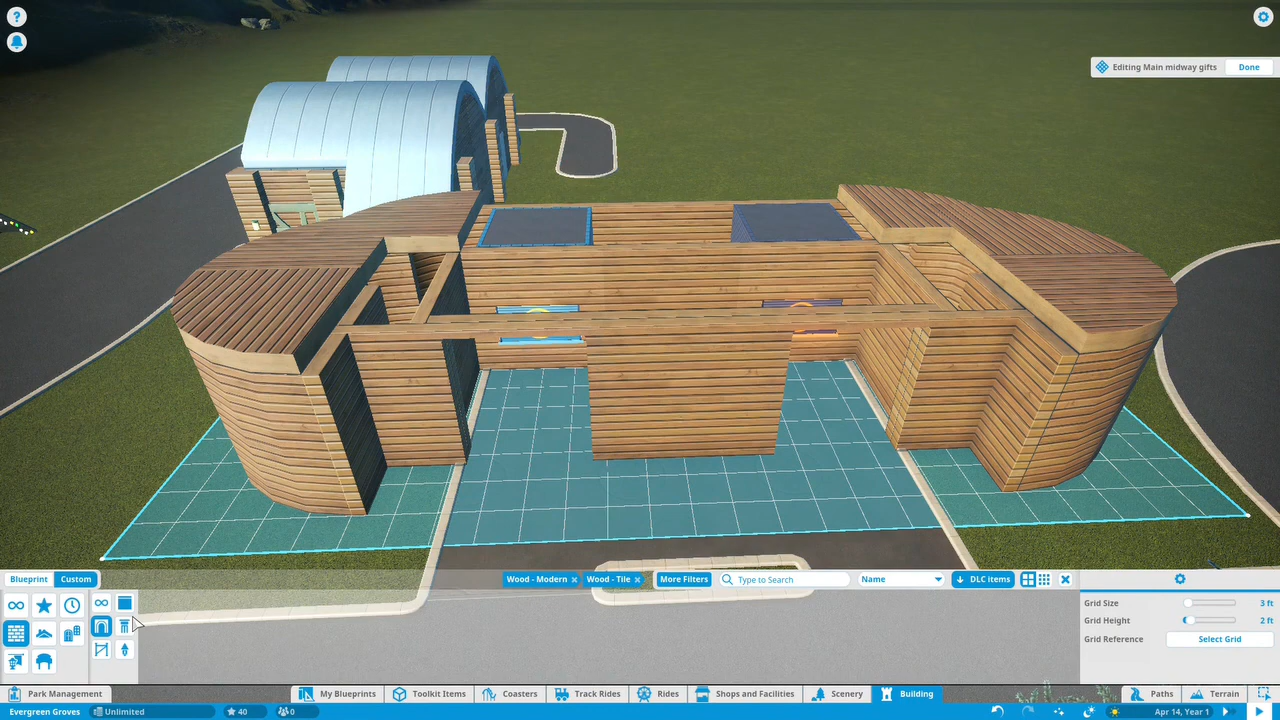 Editing Main midway gifts Done
Blueprint Custom
Wood - Modern × Wood - Tile × More Filters Type to Search Name DLC items
Grid Size 3 ft
Grid Height 2 ft
Grid Reference Select Grid
Park Management My Blueprints Toolkit Items Coasters Track Rides Rides Shops and Facilities Scenery Building Paths Terrain
Evergreen Groves Unlimited 40 0 Apr 14, Year 1